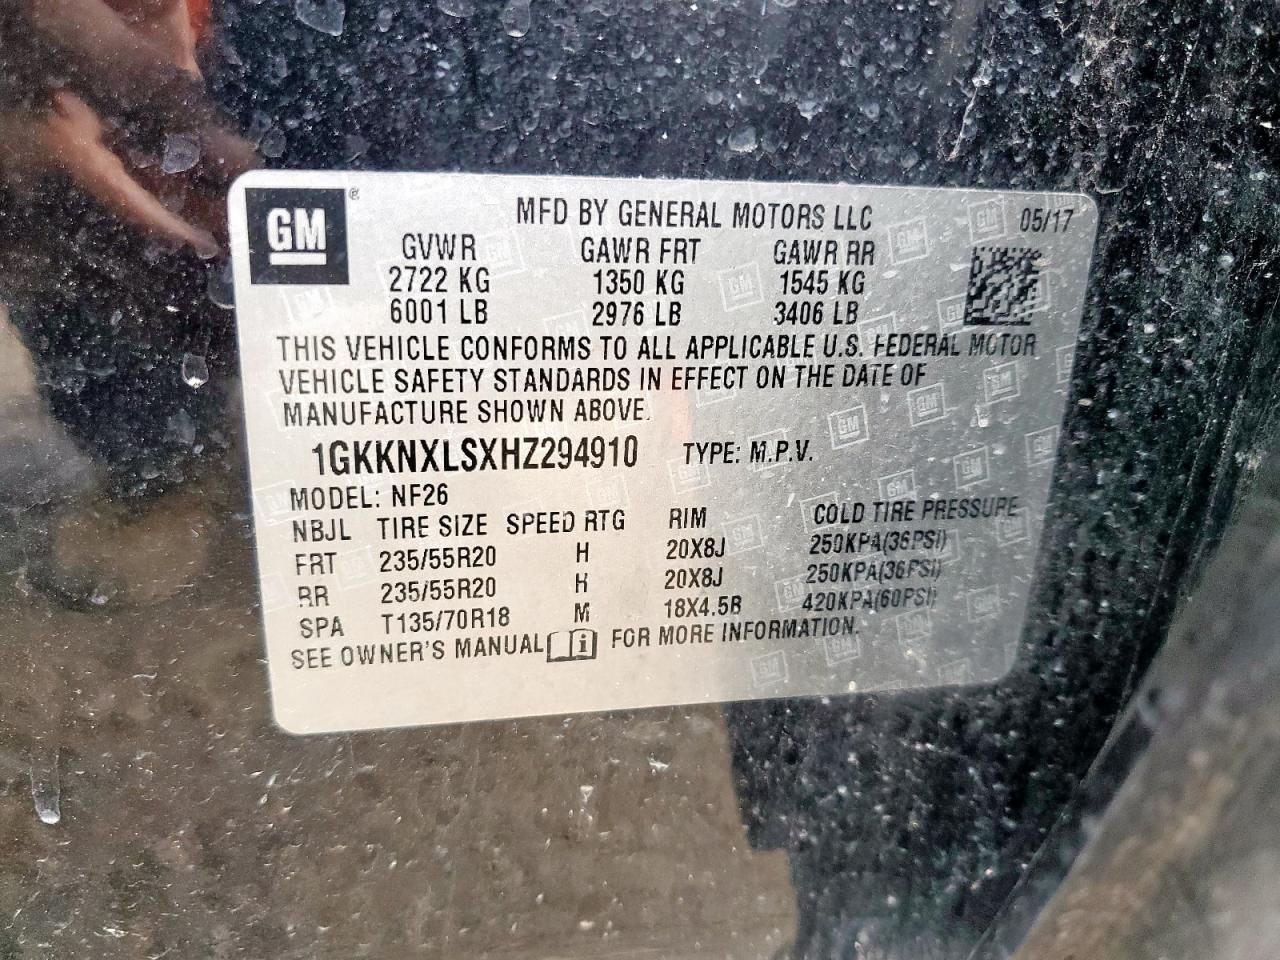 GM® MFD BY GENERAL MOTORS LLC 05/17
GVWR GAWR FRT GAWR RR
2722 KG 1350 KG 1545 KG
6001 LB 2976 LB 3406 LB
THIS VEHICLE CONFORMS TO ALL APPLICABLE U.S. FEDERAL MOTOR
VEHICLE SAFETY STANDARDS IN EFFECT ON THE DATE OF
MANUFACTURE SHOWN ABOVE.
1GKKNXLSXHZ294910 TYPE: M.P.V.
MODEL: NF26
NBJL TIRE SIZE SPEED RTG RIM COLD TIRE PRESSURE
FRT 235/55R20 H 20X8J 250KPA(36PSI)
RR 235/55R20 H 20X8J 250KPA(36PSI)
SPA T135/70R18 M 18X4.5B 420KPA(60PSI)
SEE OWNER'S MANUAL i FOR MORE INFORMATION.